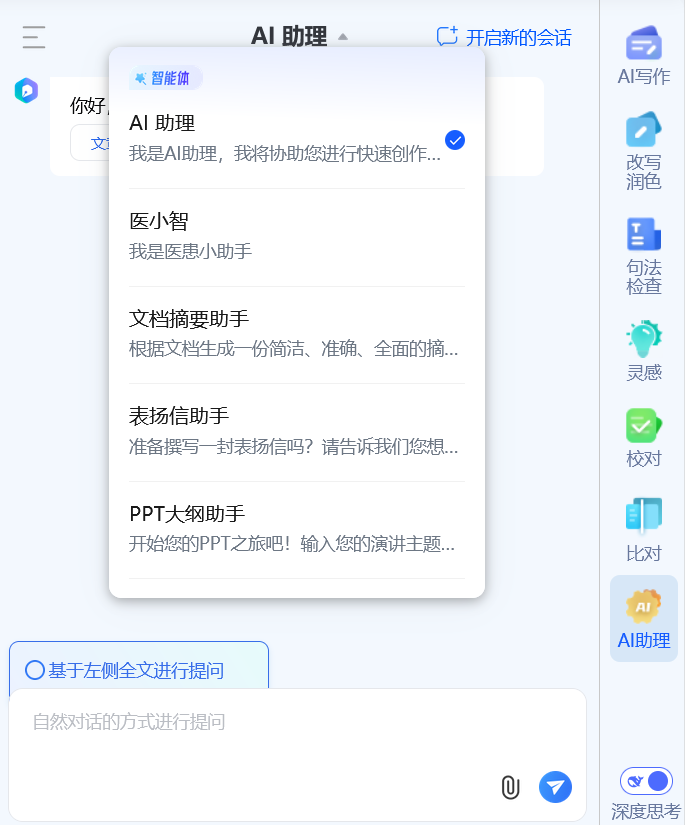 AI 助理
开启新的会话
你好,
智能体
AI 助理
我是AI助理，我将协助您进行快速创作...
医小智
我是医患小助手
文档摘要助手
根据文档生成一份简洁、准确、全面的摘...
表扬信助手
准备撰写一封表扬信吗？请告诉我们您想...
PPT大纲助手
开始您的PPT之旅吧！输入您的演讲主题...
基于左侧全文进行提问
自然对话的方式进行提问
AI写作
改写
润色
句法
检查
灵感
校对
比对
AI
AI助理
深度思考